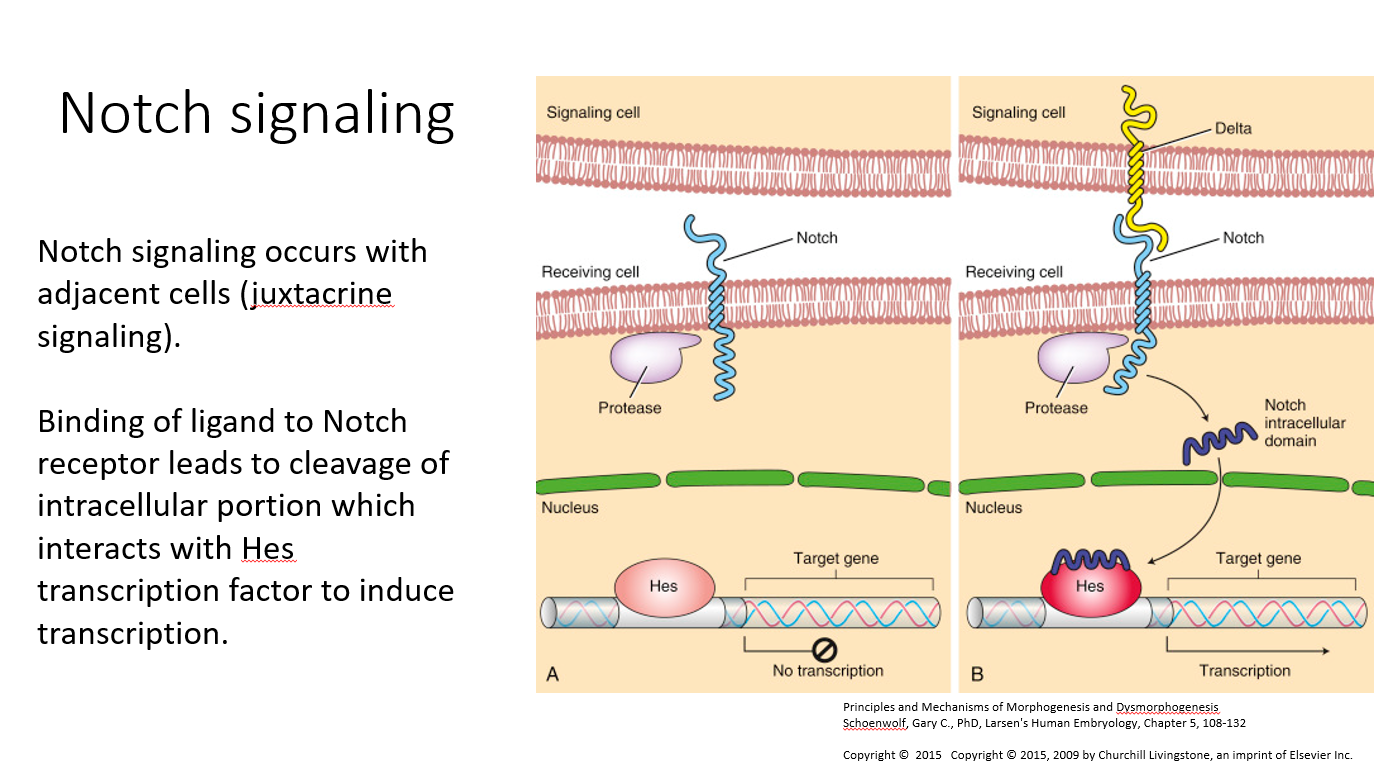 Notch signaling
Notch signaling occurs with
adjacent cells (juxtacrine
signaling).
Binding of ligand to Notch
receptor leads to cleavage of
intracellular portion which
interacts with Hes
transcription factor to induce
transcription.
Signaling cell
Notch
Receiving cell
Protease
Nucleus
Hes
Target gene
No transcription
A
Signaling cell
Delta
Notch
Receiving cell
Protease
Notch
intracellular
domain
Nucleus
Hes
Target gene
Transcription
B
Principles and Mechanisms of Morphogenesis and Dysmorphogenesis
Schoenwolf, Gary C., PhD, Larsen's Human Embryology, Chapter 5, 108-132
Copyright © 2015 Copyright © 2015, 2009 by Churchill Livingstone, an imprint of Elsevier Inc.